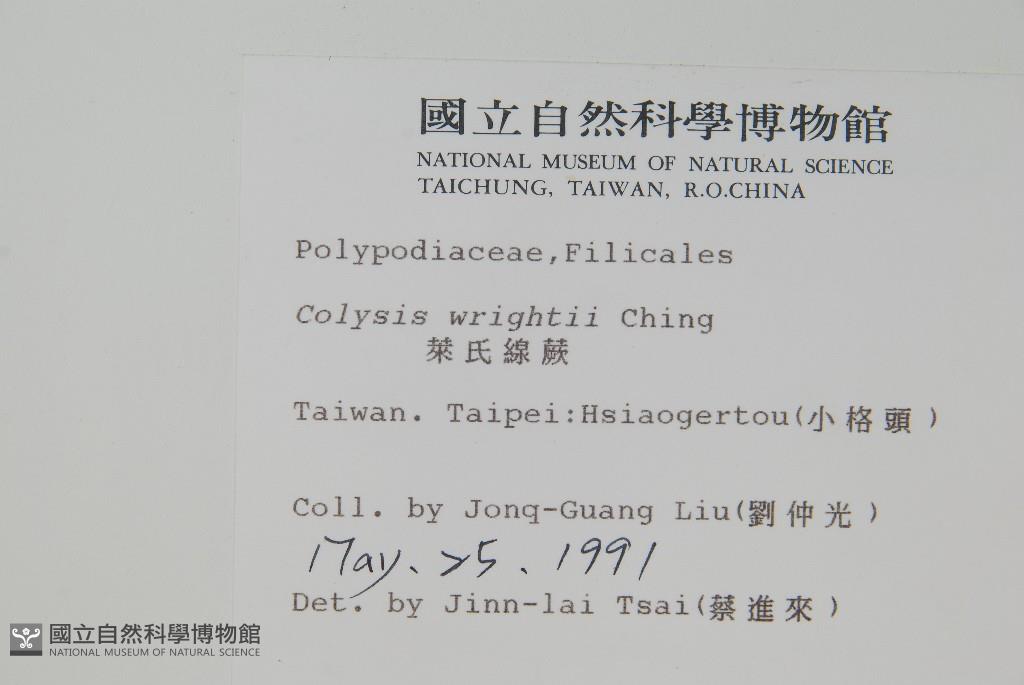 國立自然科學博物館
NATIONAL MUSEUM OF NATURAL SCIENCE
TAICHUNG, TAIWAN, R.O.CHINA
Polypodiaceae,Filicales
Colysis wrightii Ching
萊氏線蕨
Taiwan. Taipei:Hsiaogertou(小格頭)
Coll. by Jonq-Guang Liu(劉仲光)
May. 25. 1991
Det. by Jinn-lai Tsai(蔡進來)
國立自然科學博物館
NATIONAL MUSEUM OF NATURAL SCIENCE